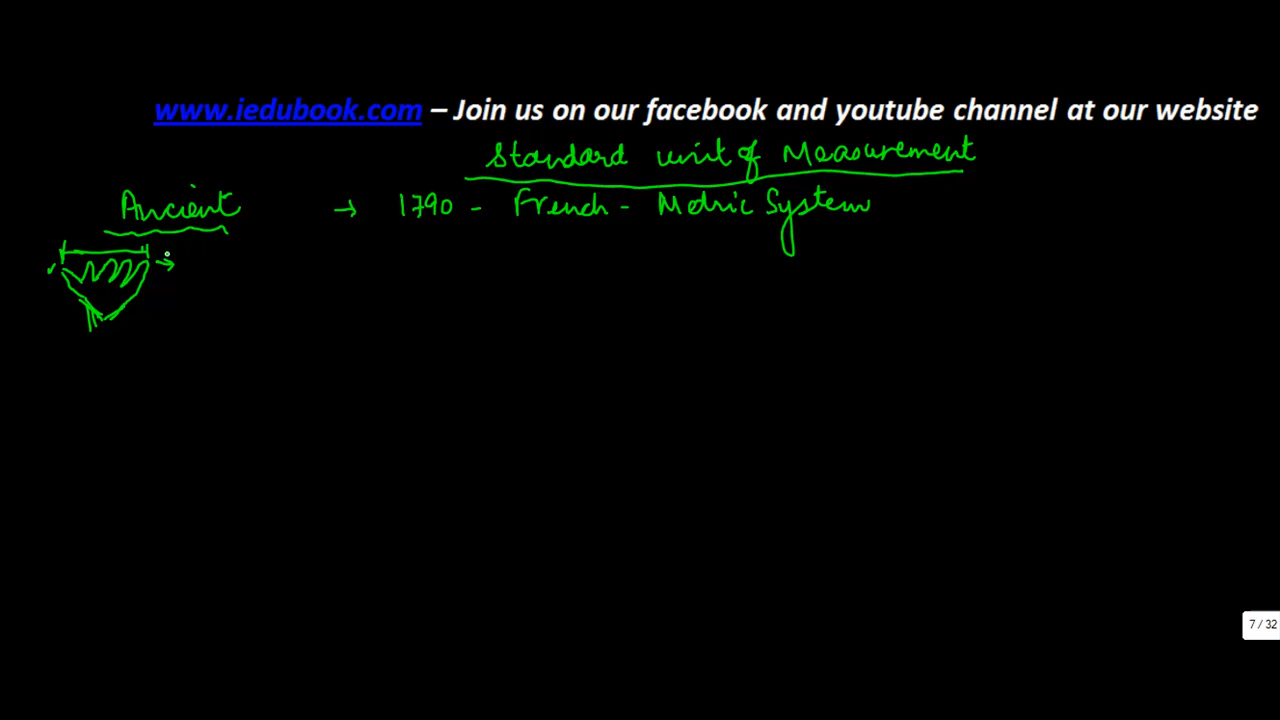 www.iedubook.com – Join us on our facebook and youtube channel at our website
Standard unit of Measurement
Ancient → 1790 - French - Metric System
7 / 32